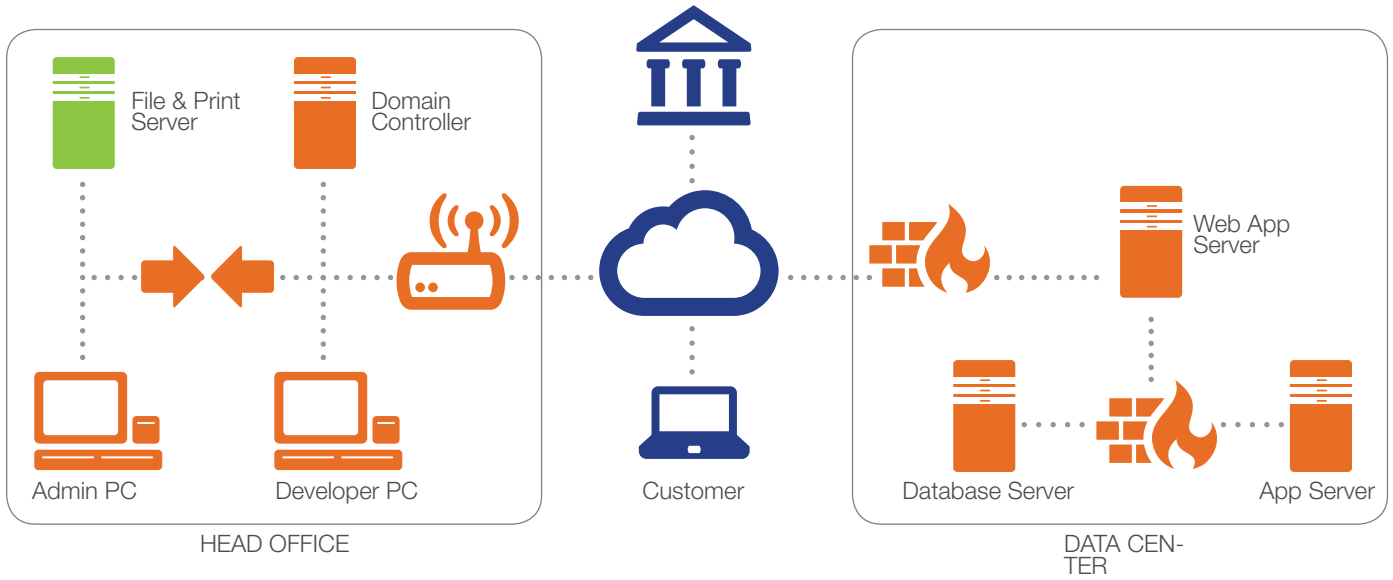 File & Print
Server
Domain
Controller
Web App
Server
Admin PC
Developer PC
Customer
Database Server
App Server
HEAD OFFICE
DATA CEN-
TER